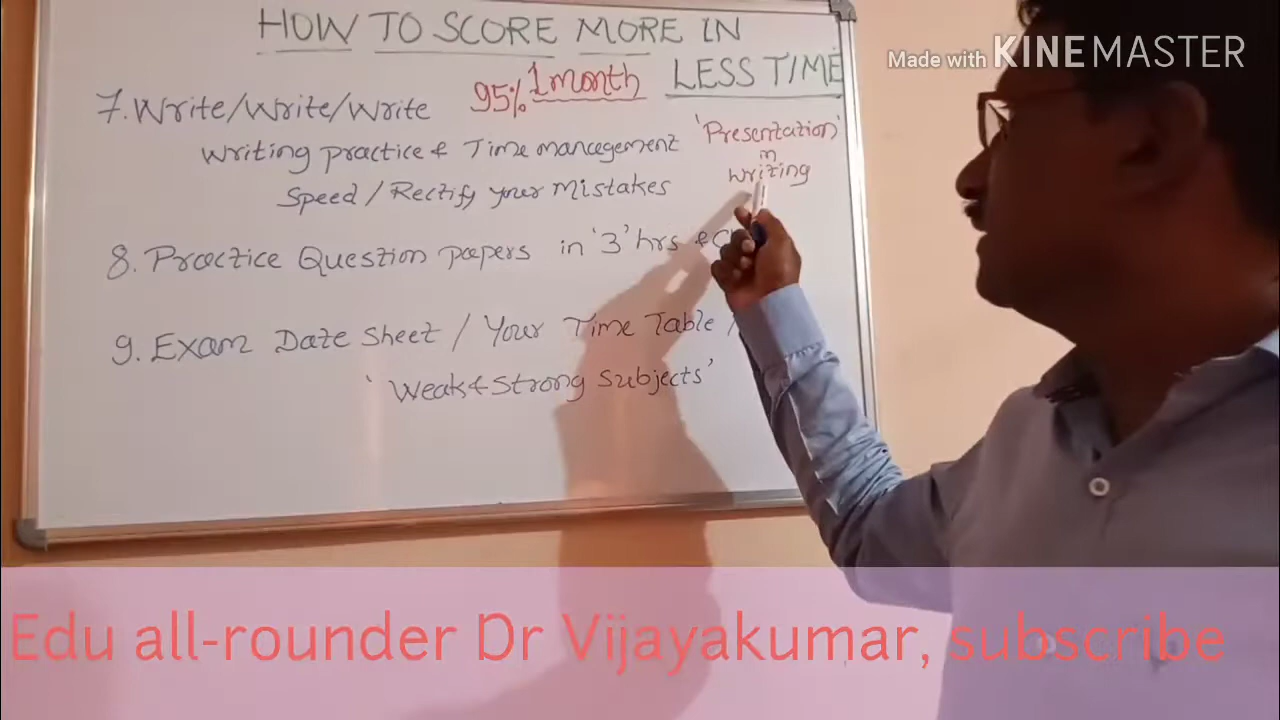 HOW TO SCORE MORE IN
LESS TIME
Made with KINEMASTER
95% 1 month
7. Write/Write/Write
Writing practice & Time management
'Presentation'
in
writing
Speed / Rectify your Mistakes
8. Practice Question papers in '3' hrs
9. Exam Date Sheet / Your Time Table /
'Weak & Strong Subjects'
Edu all-rounder Dr Vijayakumar, subscribe